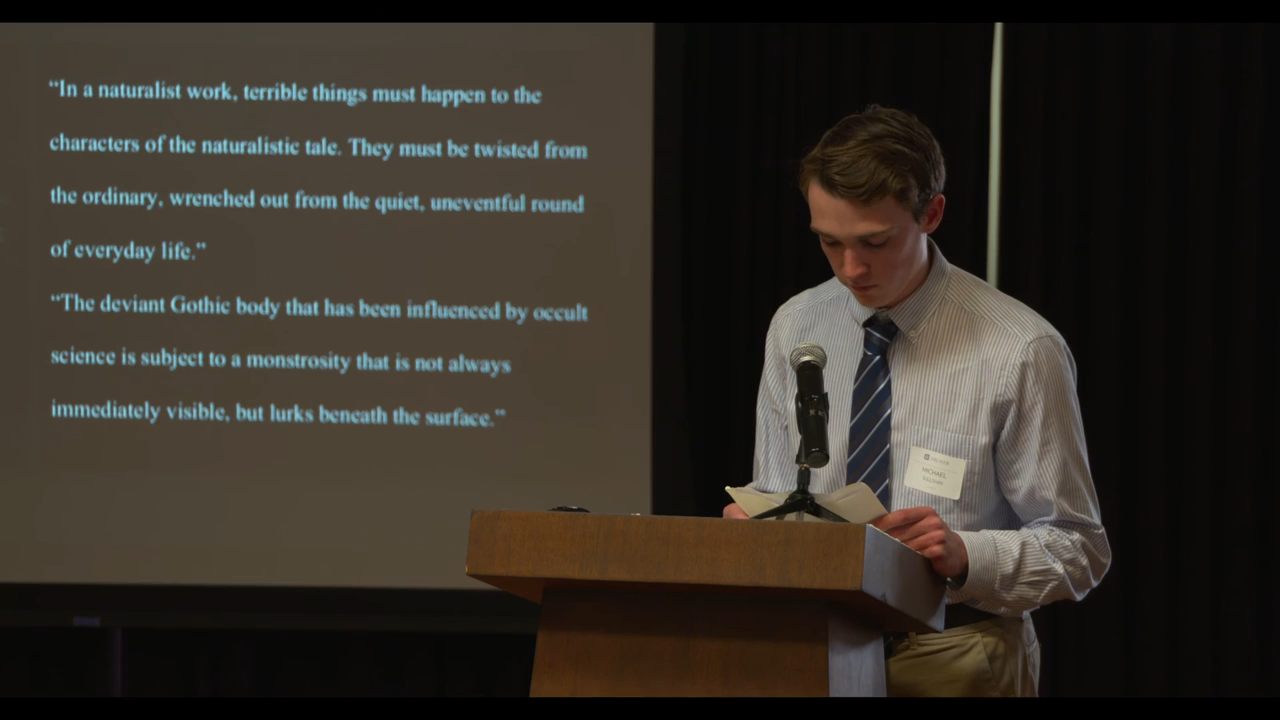 “In a naturalist work, terrible things must happen to the
characters of the naturalistic tale. They must be twisted from
the ordinary, wrenched out from the quiet, uneventful round
of everyday life.”
“The deviant Gothic body that has been influenced by occult
science is subject to a monstrosity that is not always
immediately visible, but lurks beneath the surface.”
MICHAEL